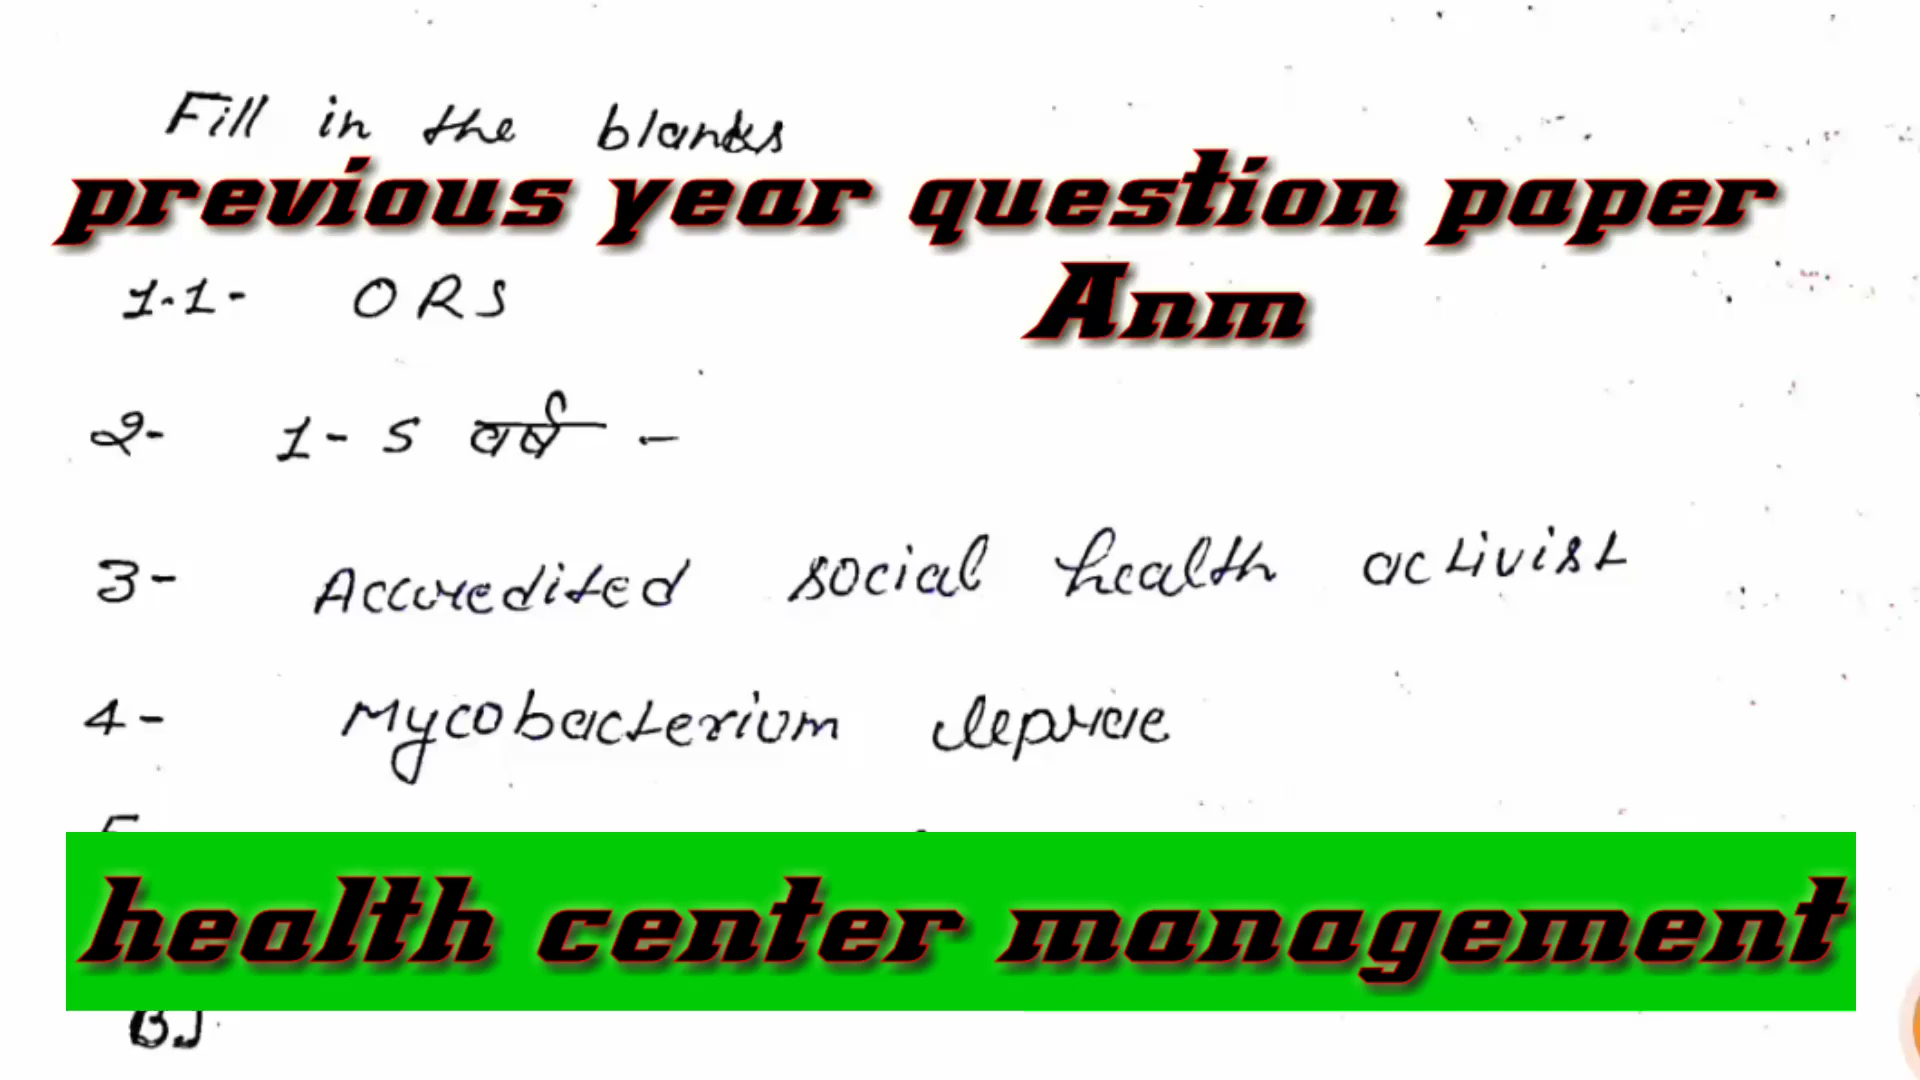 Fill in the blanks
previous year question paper
Anm
1.1- ORS
2- 1-5 वर्ष -
3- Accredited social health activist
4- Mycobacterium leprae
health center management
B.)